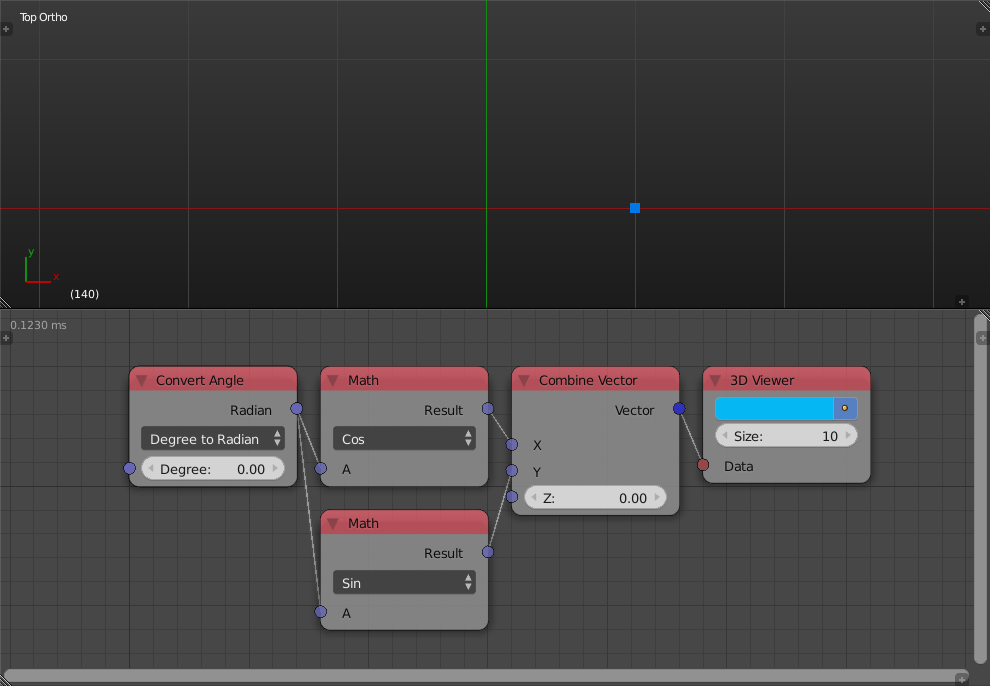 Top Ortho
y
x
(140)
0.1230 ms
Convert Angle
Radian
Degree to Radian
Degree: 0.00
Math
Result
Cos
A
Math
Result
Sin
A
Combine Vector
Vector
X
Y
Z: 0.00
3D Viewer
Size: 10
Data